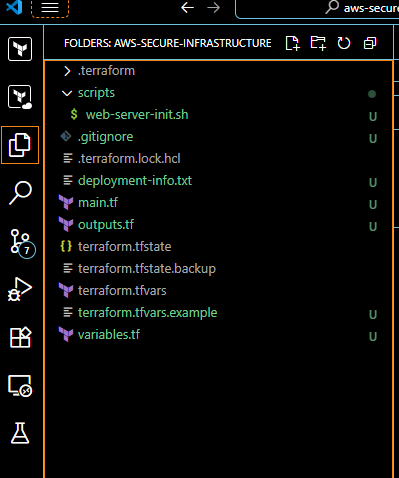 aws-secu
FOLDERS: AWS-SECURE-INFRASTRUCTURE
.terraform
scripts
$ web-server-init.sh U
.gitignore U
.terraform.lock.hcl
deployment-info.txt U
main.tf U
outputs.tf U
{} terraform.tfstate
terraform.tfstate.backup
terraform.tfvars
7
terraform.tfvars.example U
variables.tf U